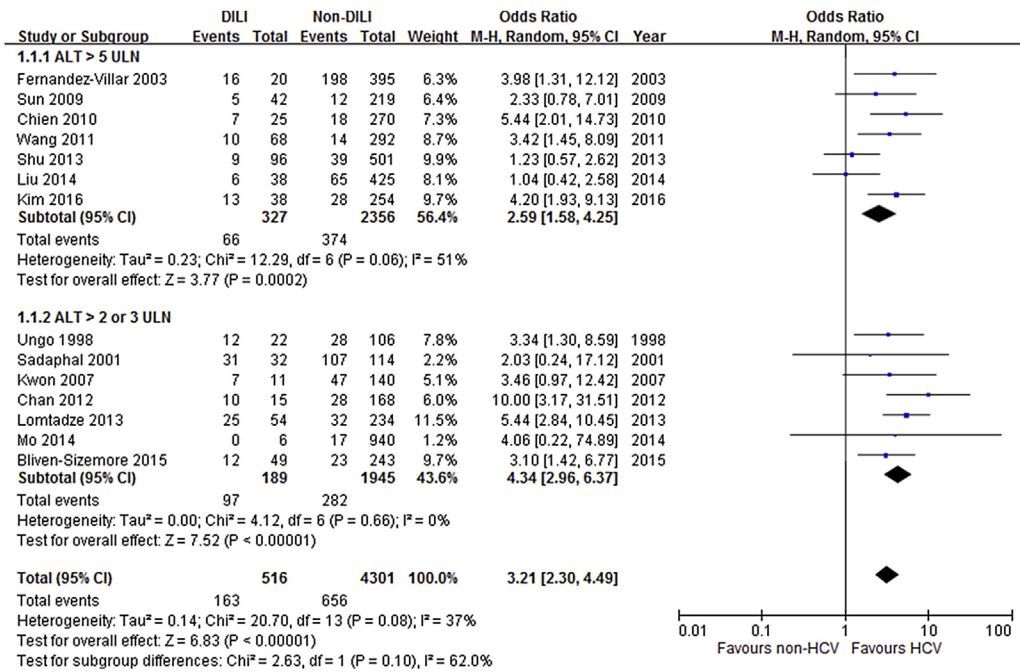 DILI Non-DILI Odds Ratio Odds Ratio
Study or Subgroup Events Total Events Total Weight M-H, Random, 95% CI Year M-H, Random, 95% CI
1.1.1 ALT > 5 ULN
Fernandez-Villar 2003 16 20 198 395 6.3% 3.98 [1.31, 12.12] 2003
Sun 2009 5 42 12 219 6.4% 2.33 [0.78, 7.01] 2009
Chien 2010 7 25 18 270 7.3% 5.44 [2.01, 14.73] 2010
Wang 2011 10 68 14 292 8.7% 3.42 [1.45, 8.09] 2011
Shu 2013 9 96 39 501 9.9% 1.23 [0.57, 2.62] 2013
Liu 2014 6 38 65 425 8.1% 1.04 [0.42, 2.58] 2014
Kim 2016 13 38 28 254 9.7% 4.20 [1.93, 9.13] 2016
Subtotal (95% CI) 327 2356 56.4% 2.59 [1.58, 4.25]
Total events 66 374
Heterogeneity: Tau² = 0.23; Chi² = 12.29, df = 6 (P = 0.06); I² = 51%
Test for overall effect: Z = 3.77 (P = 0.0002)
1.1.2 ALT > 2 or 3 ULN
Ungo 1998 12 22 28 106 7.8% 3.34 [1.30, 8.59] 1998
Sadaphal 2001 31 32 107 114 2.2% 2.03 [0.24, 17.12] 2001
Kwon 2007 7 11 47 140 5.1% 3.46 [0.97, 12.42] 2007
Chan 2012 10 15 28 168 6.0% 10.00 [3.17, 31.51] 2012
Lomtadze 2013 25 54 32 234 11.5% 5.44 [2.84, 10.45] 2013
Mo 2014 0 6 17 940 1.2% 4.06 [0.22, 74.89] 2014
Bliven-Sizemore 2015 12 49 23 243 9.7% 3.10 [1.42, 6.77] 2015
Subtotal (95% CI) 189 1945 43.6% 4.34 [2.96, 6.37]
Total events 97 282
Heterogeneity: Tau² = 0.00; Chi² = 4.12, df = 6 (P = 0.66); I² = 0%
Test for overall effect: Z = 7.52 (P < 0.00001)
Total (95% CI) 516 4301 100.0% 3.21 [2.30, 4.49]
Total events 163 656
Heterogeneity: Tau² = 0.14; Chi² = 20.70, df = 13 (P = 0.08); I² = 37%
Test for overall effect: Z = 6.83 (P < 0.00001)
Test for subgroup differences: Chi² = 2.63, df = 1 (P = 0.10), I² = 62.0%
0.01 0.1 1 10 100
Favours non-HCV Favours HCV